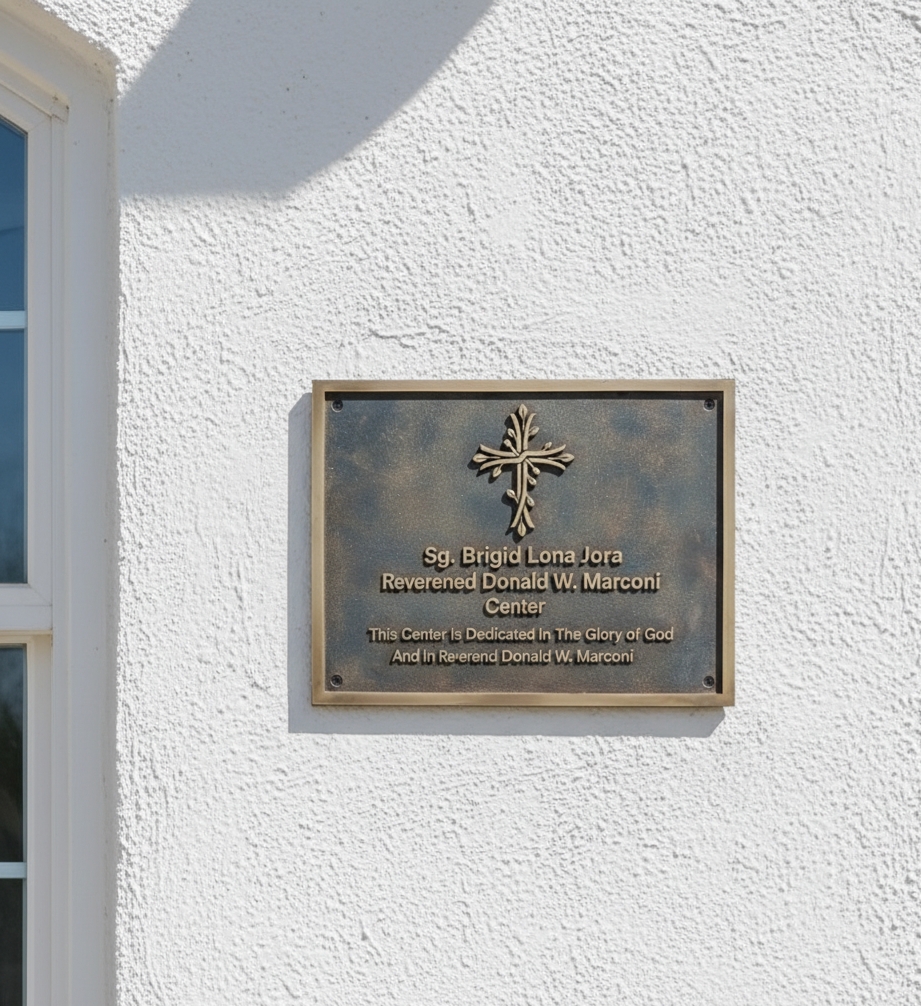 Sg. Brigid Lona Jora
Reverened Donald W. Marconi
Center
This Center Is Dedicated In The Glory of God
And In Reverend Donald W. Marconi